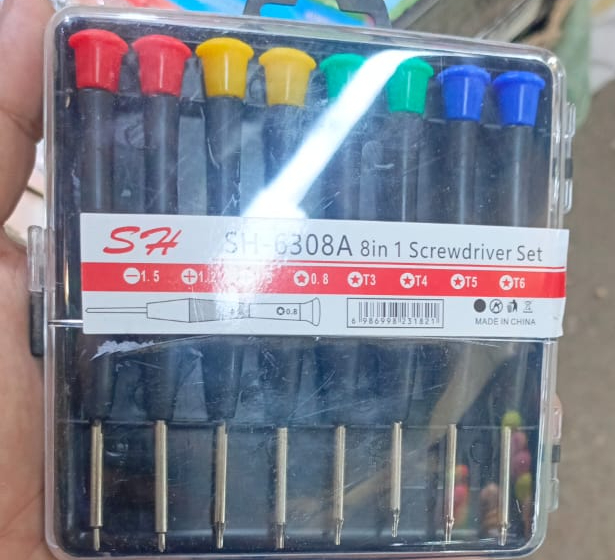 SH SH-6308A 8in 1 Screwdriver Set
1.5 0.8 T3 T4 T5 T6
0.8
6 986998 231821
MADE IN CHINA